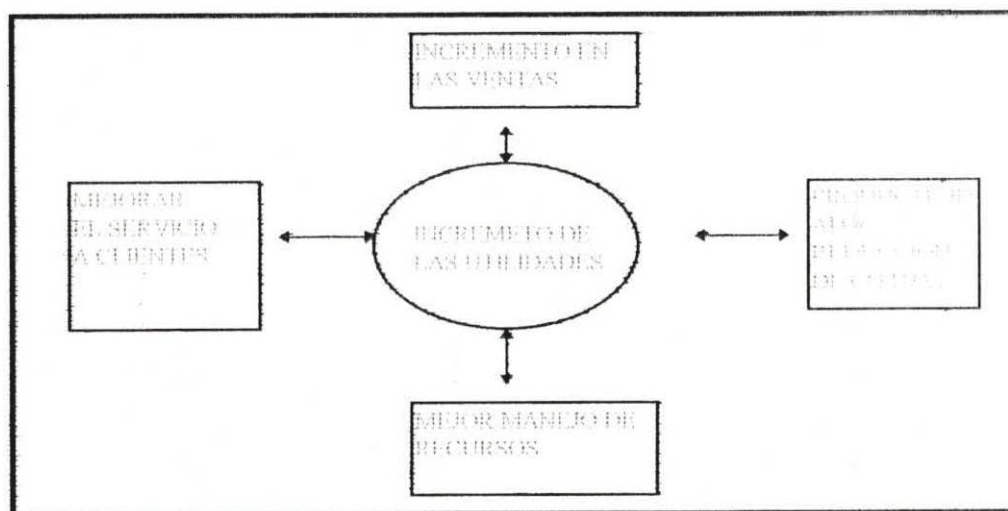 INCREMENTO EN
LAS VENTAS
MEJORAR
EL SERVICIO
A CLIENTES
INCREMETO DE
LAS UTILIDADES
MEJOR MANEJO DE
RECURSOS